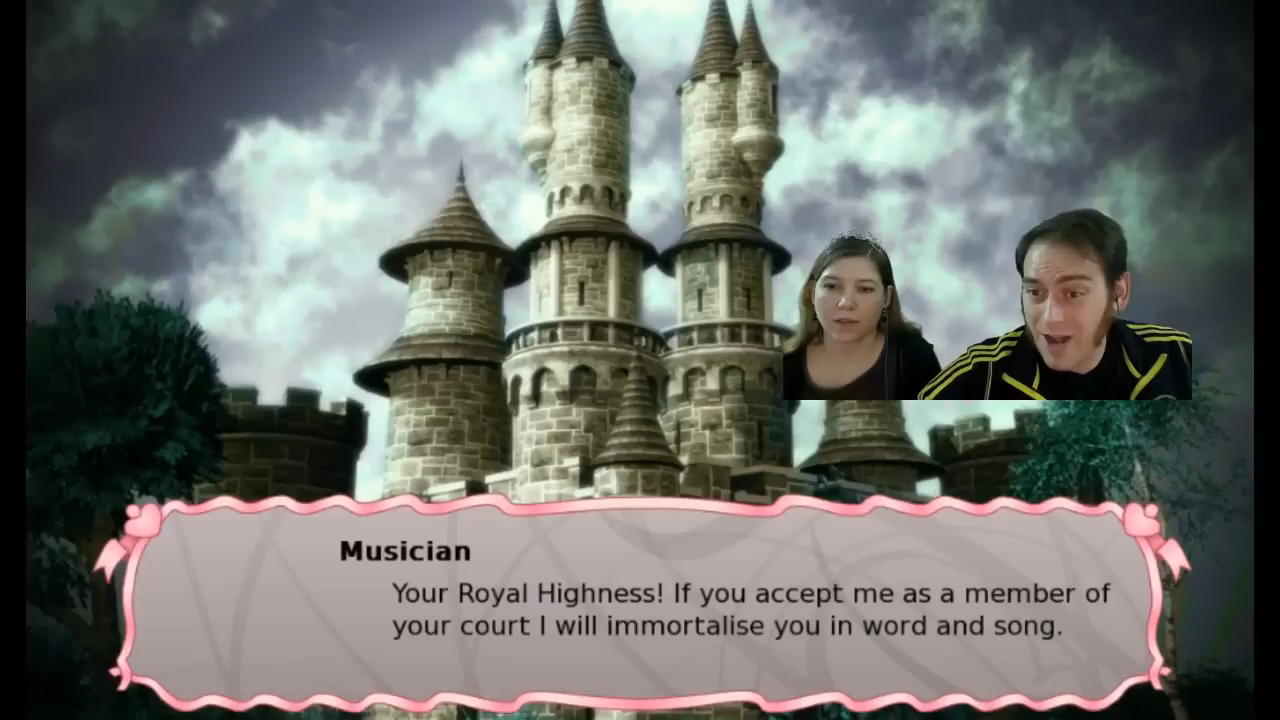 Musician
Your Royal Highness! If you accept me as a member of
your court I will immortalise you in word and song.